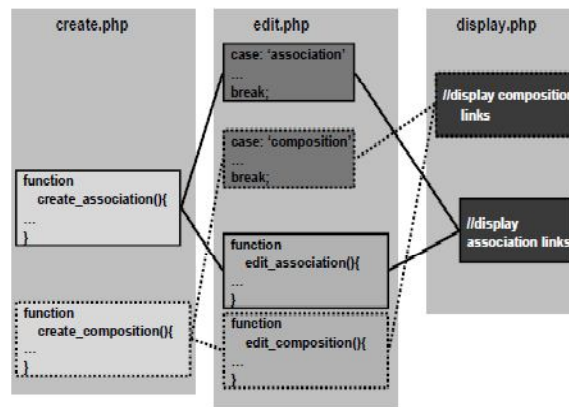 create.php
edit.php
display.php
case: ‘association’
...
break;
case: ‘composition’
...
break;
//display composition
links
function
create_association(){
...
}
function
edit_association(){
...
}
//display
association links
function
create_composition(){
...
}
function
edit_composition(){
...
}